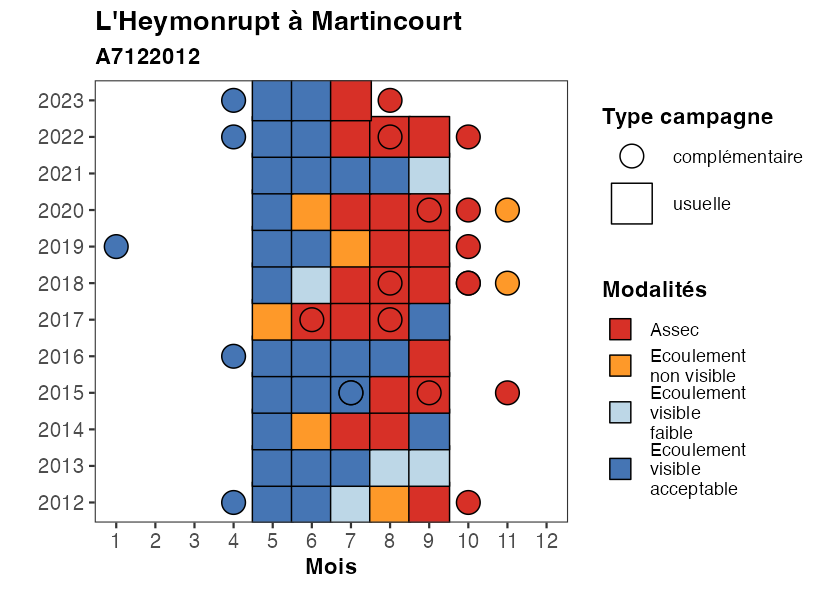 L'Heymonrupt à Martincourt
A7122012
2023
2022
2021
2020
2019
2018
2017
2016
2015
2014
2013
2012
1 2 3 4 5 6 7 8 9 10 11 12
Mois
Type campagne
complémentaire
usuelle
Modalités
Assec
Ecoulement
non visible
Ecoulement
visible
faible
Ecoulement
visible
acceptable